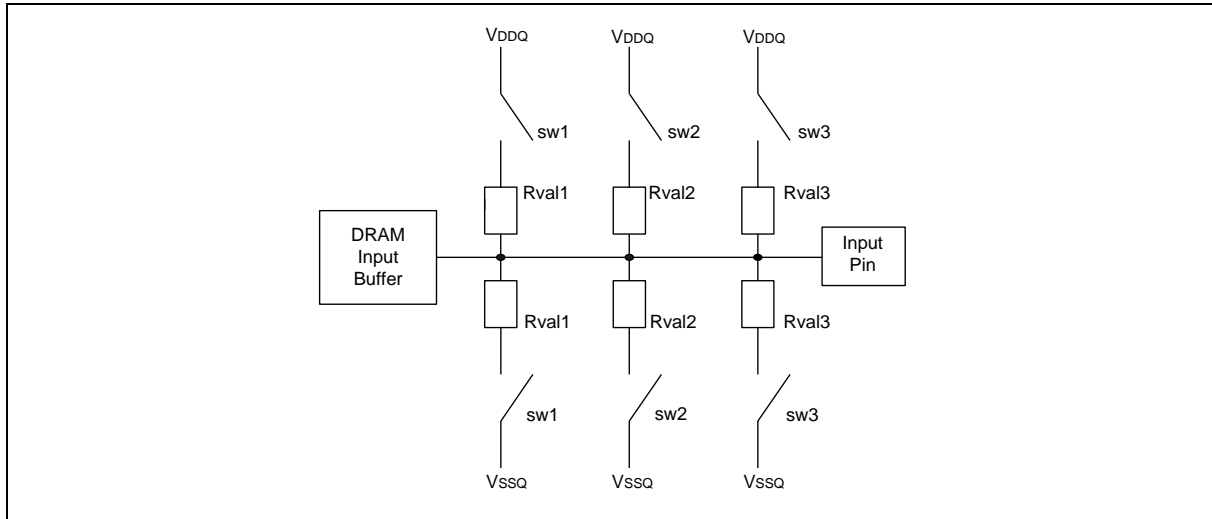 VDDQ VDDQ VDDQ
sw1 sw2 sw3
Rval1 Rval2 Rval3
DRAM
Input
Buffer
Input
Pin
Rval1 Rval2 Rval3
sw1 sw2 sw3
VSSQ VSSQ VSSQ